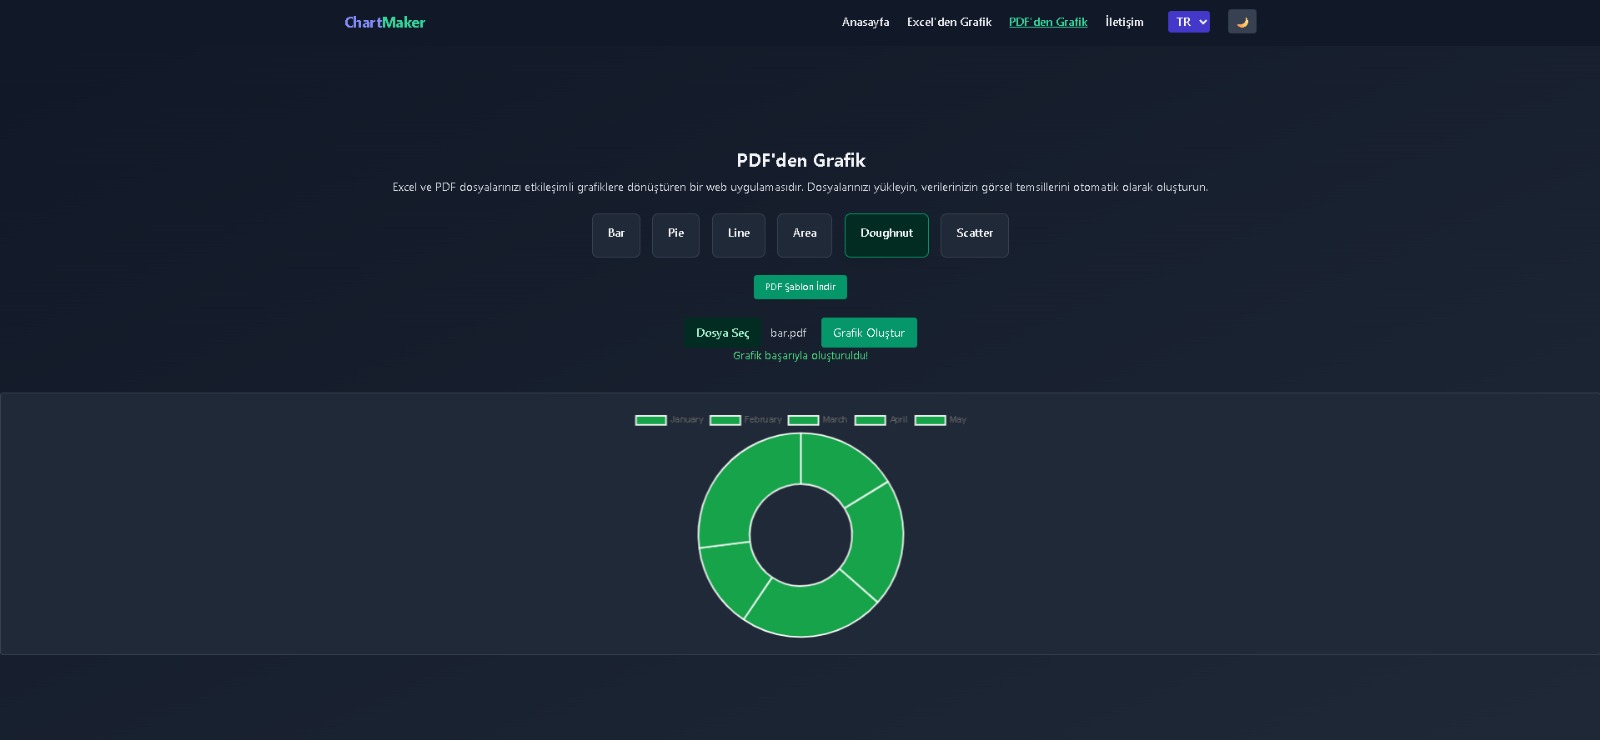 ChartMaker
Anasayfa Excel'den Grafik PDF'den Grafik İletişim TR
PDF'den Grafik
Excel ve PDF dosyalarınızı etkileşimli grafiklere dönüştüren bir web uygulamasıdır. Dosyalarınızı yükleyin, verilerinizin görsel temsillerini otomatik olarak oluşturun.
Bar Pie Line Area Doughnut Scatter
PDF Şablon İndir
Dosya Seç bar.pdf Grafik Oluştur
Grafik başarıyla oluşturuldu!
January February March April May